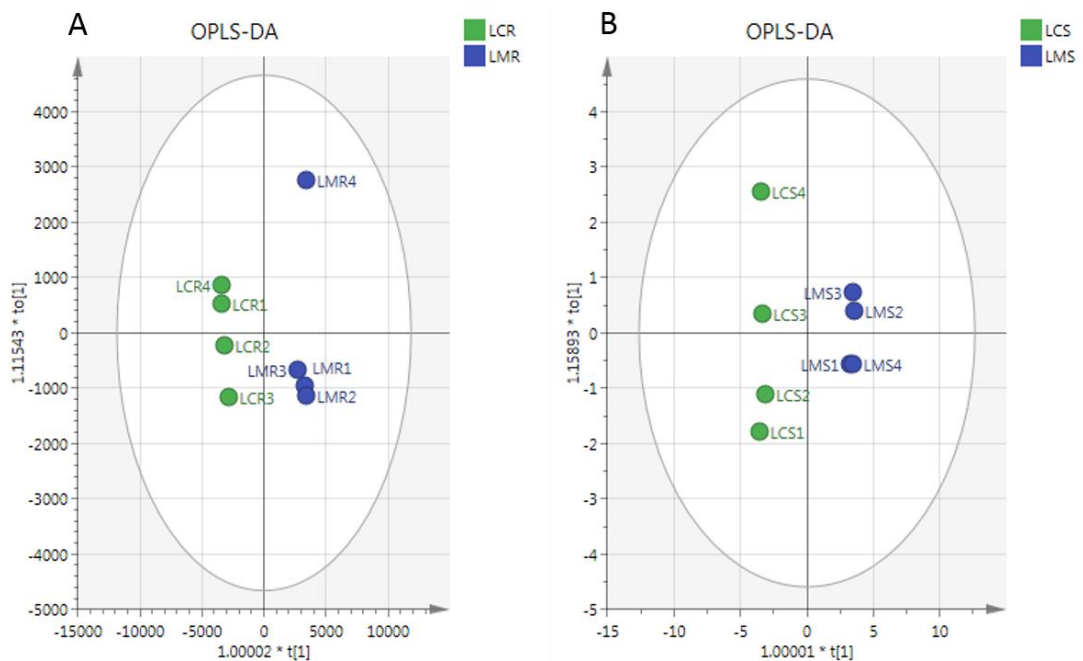 A
OPLS-DA
LCR
LMR
4000
3000
2000
1000
0
-1000
-2000
-3000
-4000
-5000
1.11543 * to[1]
LMR4
LCR4
LCR1
LCR2
LMR3
LMR1
LCR3
LMR2
-15000 -10000 -5000 0 5000 10000
1.00002 * t[1]
B
OPLS-DA
LCS
LMS
4
3
2
1
0
-1
-2
-3
-4
-5
1.15893 * to[1]
LCS4
LMS3
LCS3
LMS2
LMS1
LMS4
LCS2
LCS1
-15 -10 -5 0 5 10
1.00001 * t[1]